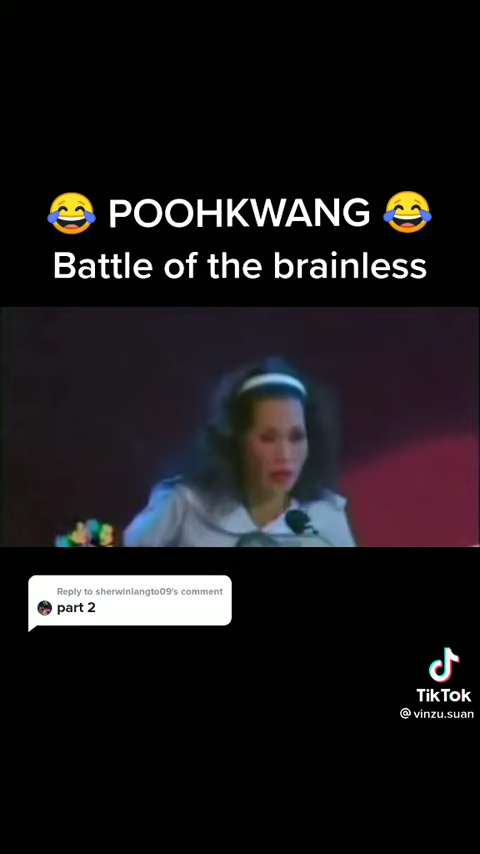 😂 POOHKWANG 😂
Battle of the brainless
Reply to sherwinlangto09's comment
part 2
TikTok
@vinzu.suan